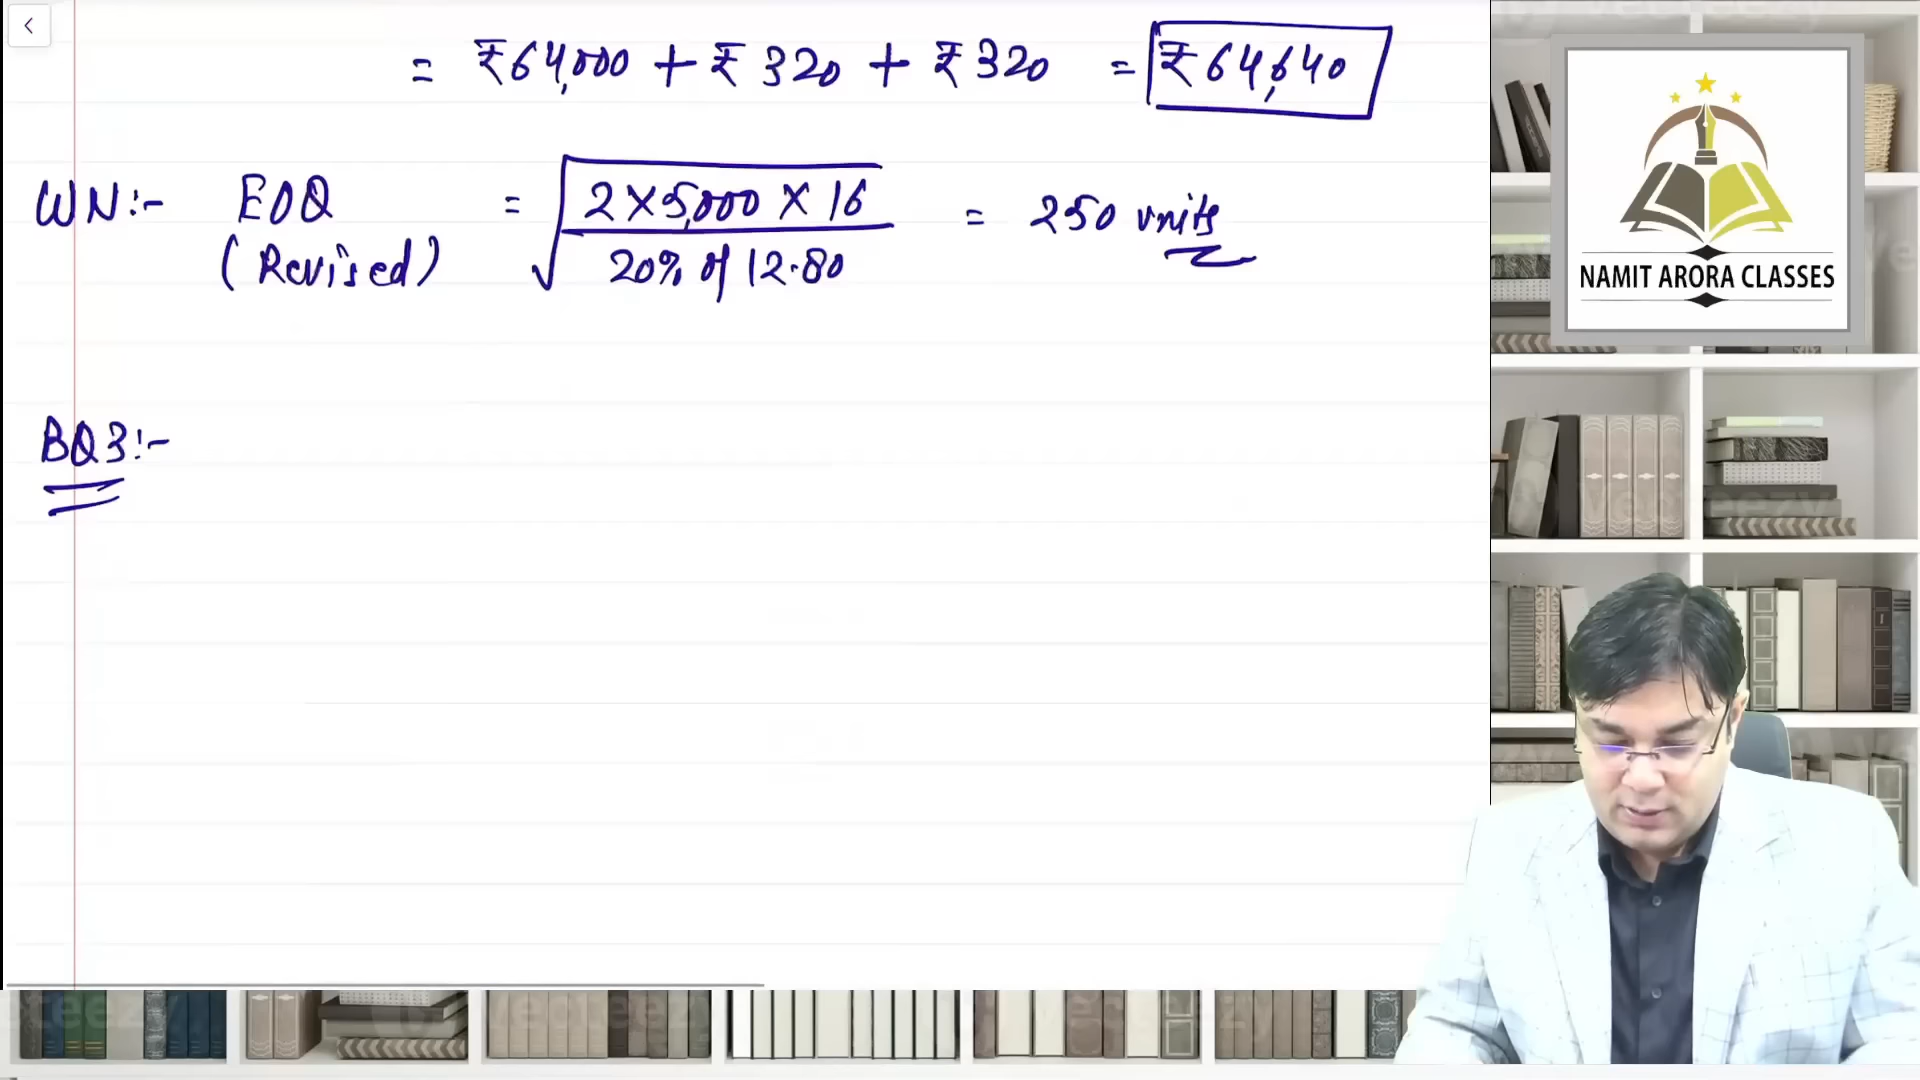 = ₹64,000 + ₹320 + ₹320 = ₹64,640
WN:- EOQ (Revised) = √(2×5,000×16 / 20% of 12.80) = 250 units
BQ3:-
NAMIT ARORA CLASSES